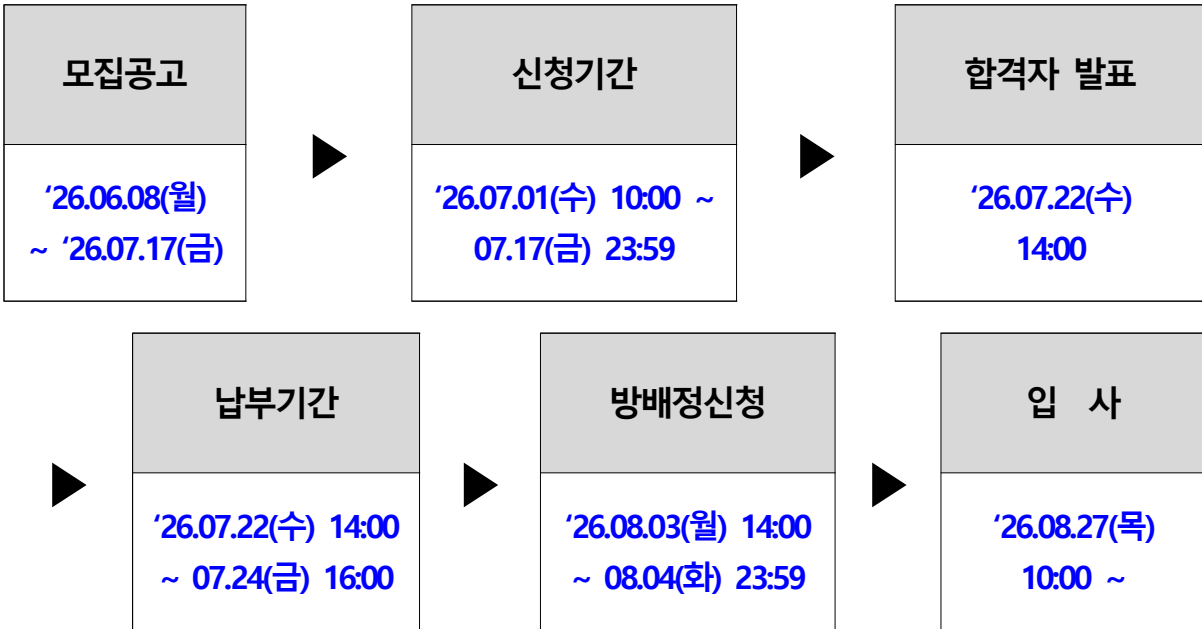 모집공고
‘26.06.08(월)
~ ‘26.07.17(금)
▶
신청기간
‘26.07.01(수) 10:00 ~
07.17(금) 23:59
▶
합격자 발표
‘26.07.22(수)
14:00
▶
납부기간
‘26.07.22(수) 14:00
~ 07.24(금) 16:00
▶
방배정신청
‘26.08.03(월) 14:00
~ 08.04(화) 23:59
▶
입 사
‘26.08.27(목)
10:00 ~